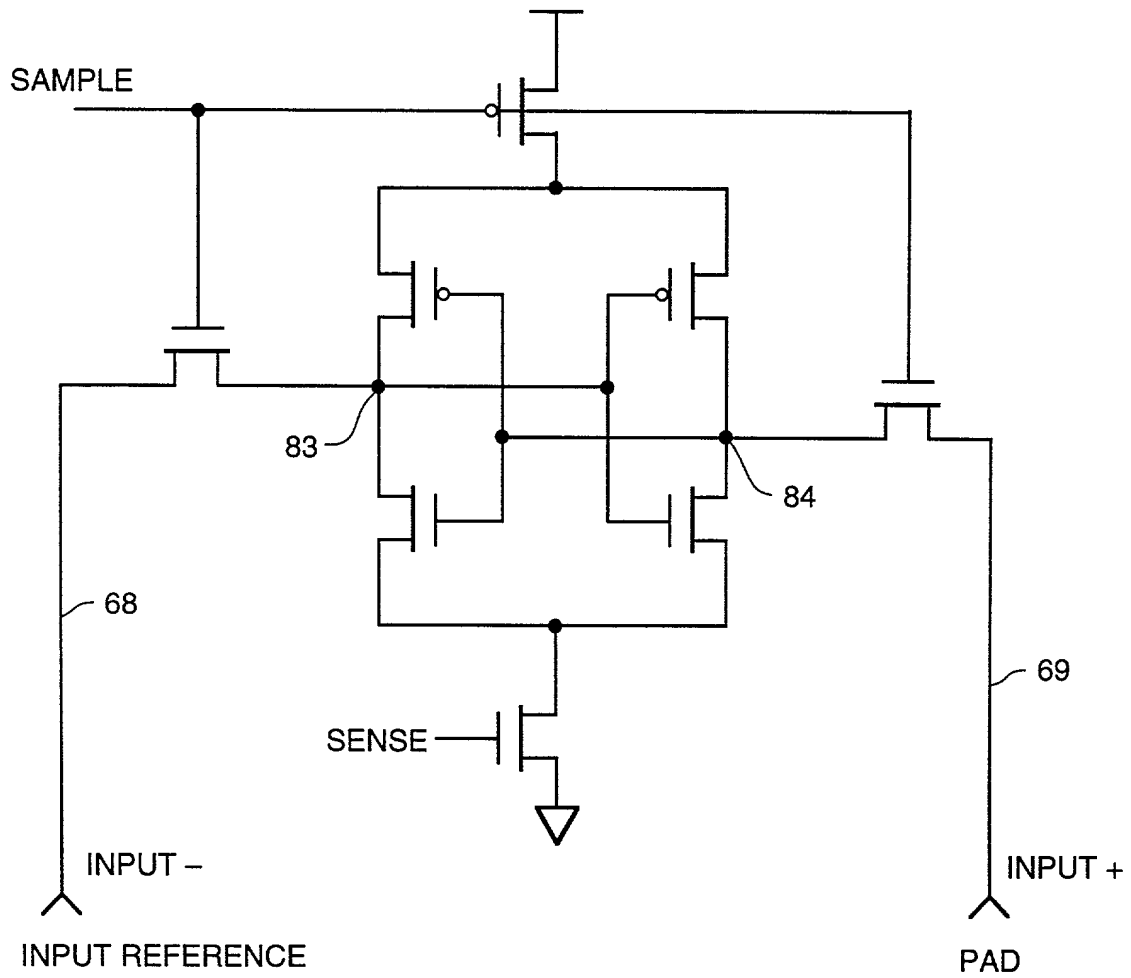 SAMPLE
83
84
68
69
SENSE
INPUT –
INPUT +
INPUT REFERENCE
PAD